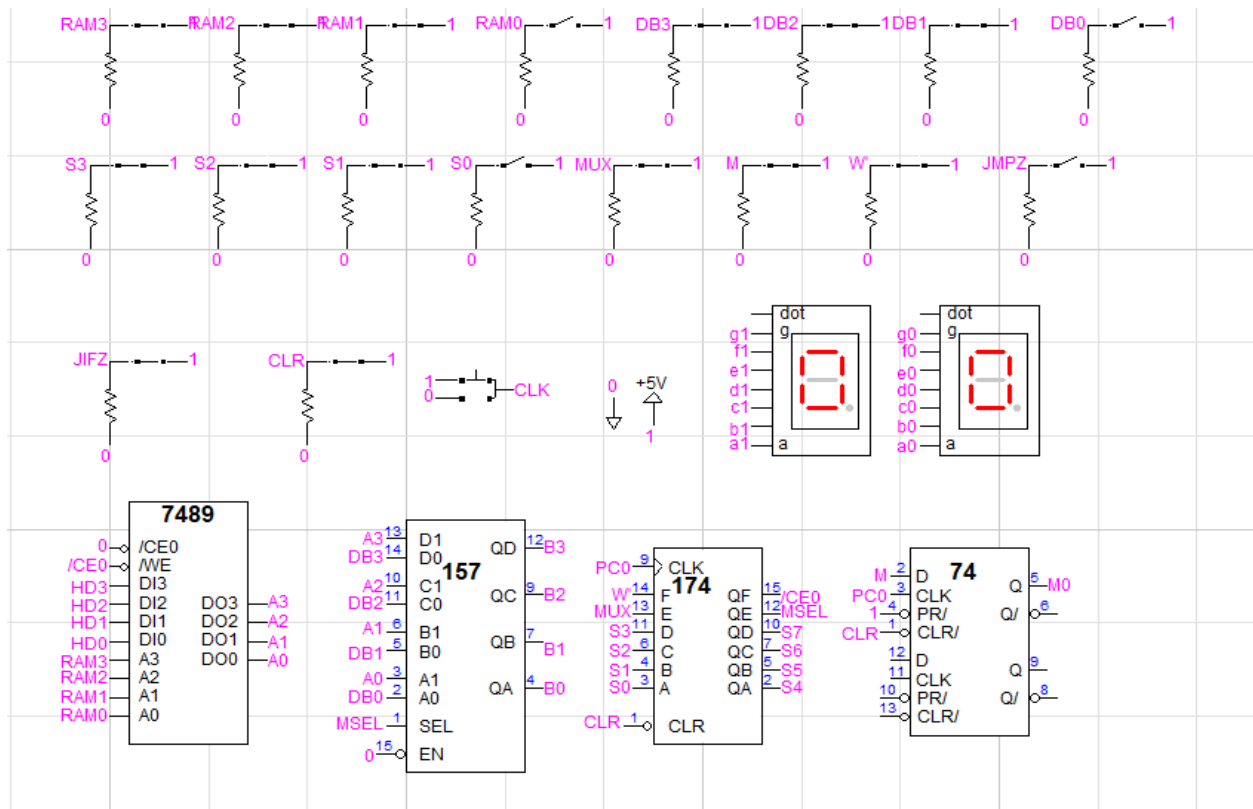 RAM3 1 RAM2 1 RAM1 1 RAM0 1 DB3 1 DB2 1 DB1 1 DB0 1
0 0 0 0 0 0 0 0
S3 1 S2 1 S1 1 S0 1 MUX 1 M 1 W' 1 JMPZ 1
0 0 0 0 0 0 0 0
JIFZ 1 CLR 1
0 0
1
0
CLK
0 +5V
1
dot
g1 g
f1
e1
d1
c1
b1
a1 a
dot
g0 g
f0
e0
d0
c0
b0
a0 a
7489
0 /CE0
/CE0 /WE
HD3 DI3
HD2 DI2 DO3 A3
HD1 DI1 DO2 A2
HD0 DI0 DO1 A1
RAM3 A3 DO0 A0
RAM2 A2
RAM1 A1
RAM0 A0
157
A3 13 D1 QD 12 B3
DB3 14 D0
A2 10 C1 QC 9 B2
DB2 11 C0
A1 6 B1 QB 7 B1
DB1 5 B0
A0 3 A1 QA 4 B0
DB0 2 A0
MSEL 1 SEL
0 15 EN
174
PC0 9 CLK
W' 14 F QF 15 /CE0
MUX 13 E QE 12 MSEL
S3 11 D QD 10 S7
S2 6 C QC 7 S6
S1 4 B QB 5 S5
S0 3 A QA 2 S4
CLR 1 CLR
74
M 2 D Q 5 M0
PC0 3 CLK
1 4 PR/ Q/ 6
CLR 1 CLR/
12 D Q 9
11 CLK
10 PR/ Q/ 8
13 CLR/